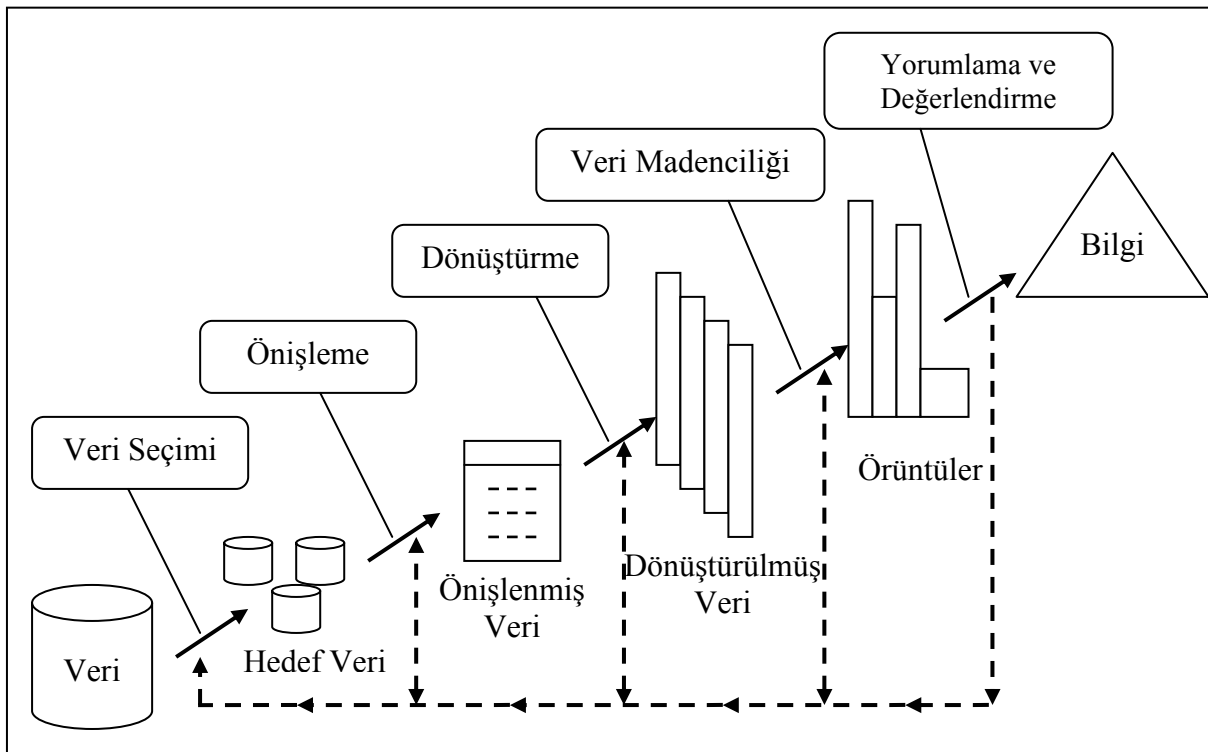 Yorumlama ve
Değerlendirme
Veri Madenciliği
Bilgi
Dönüştürme
Önişleme
Veri Seçimi
Örüntüler
Dönüştürülmüş
Veri
Önişlenmiş
Veri
Hedef Veri
Veri